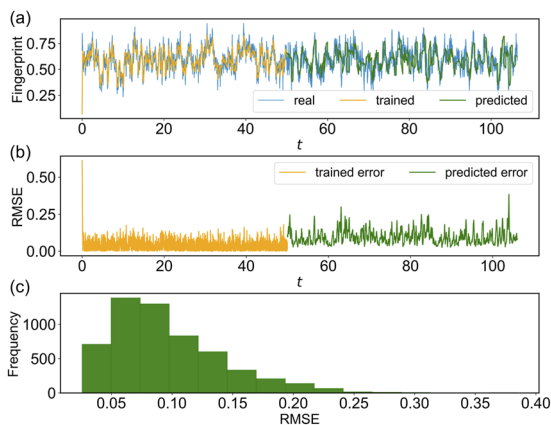 (a)
Fingerprint
0.75
0.50
0.25
real trained predicted
0 20 40 60 80 100
t
(b)
RMSE
0.50
0.25
0.00
trained error predicted error
0 20 40 60 80 100
t
(c)
Frequency
1000
500
0
0.05 0.10 0.15 0.20 0.25 0.30 0.35 0.40
RMSE